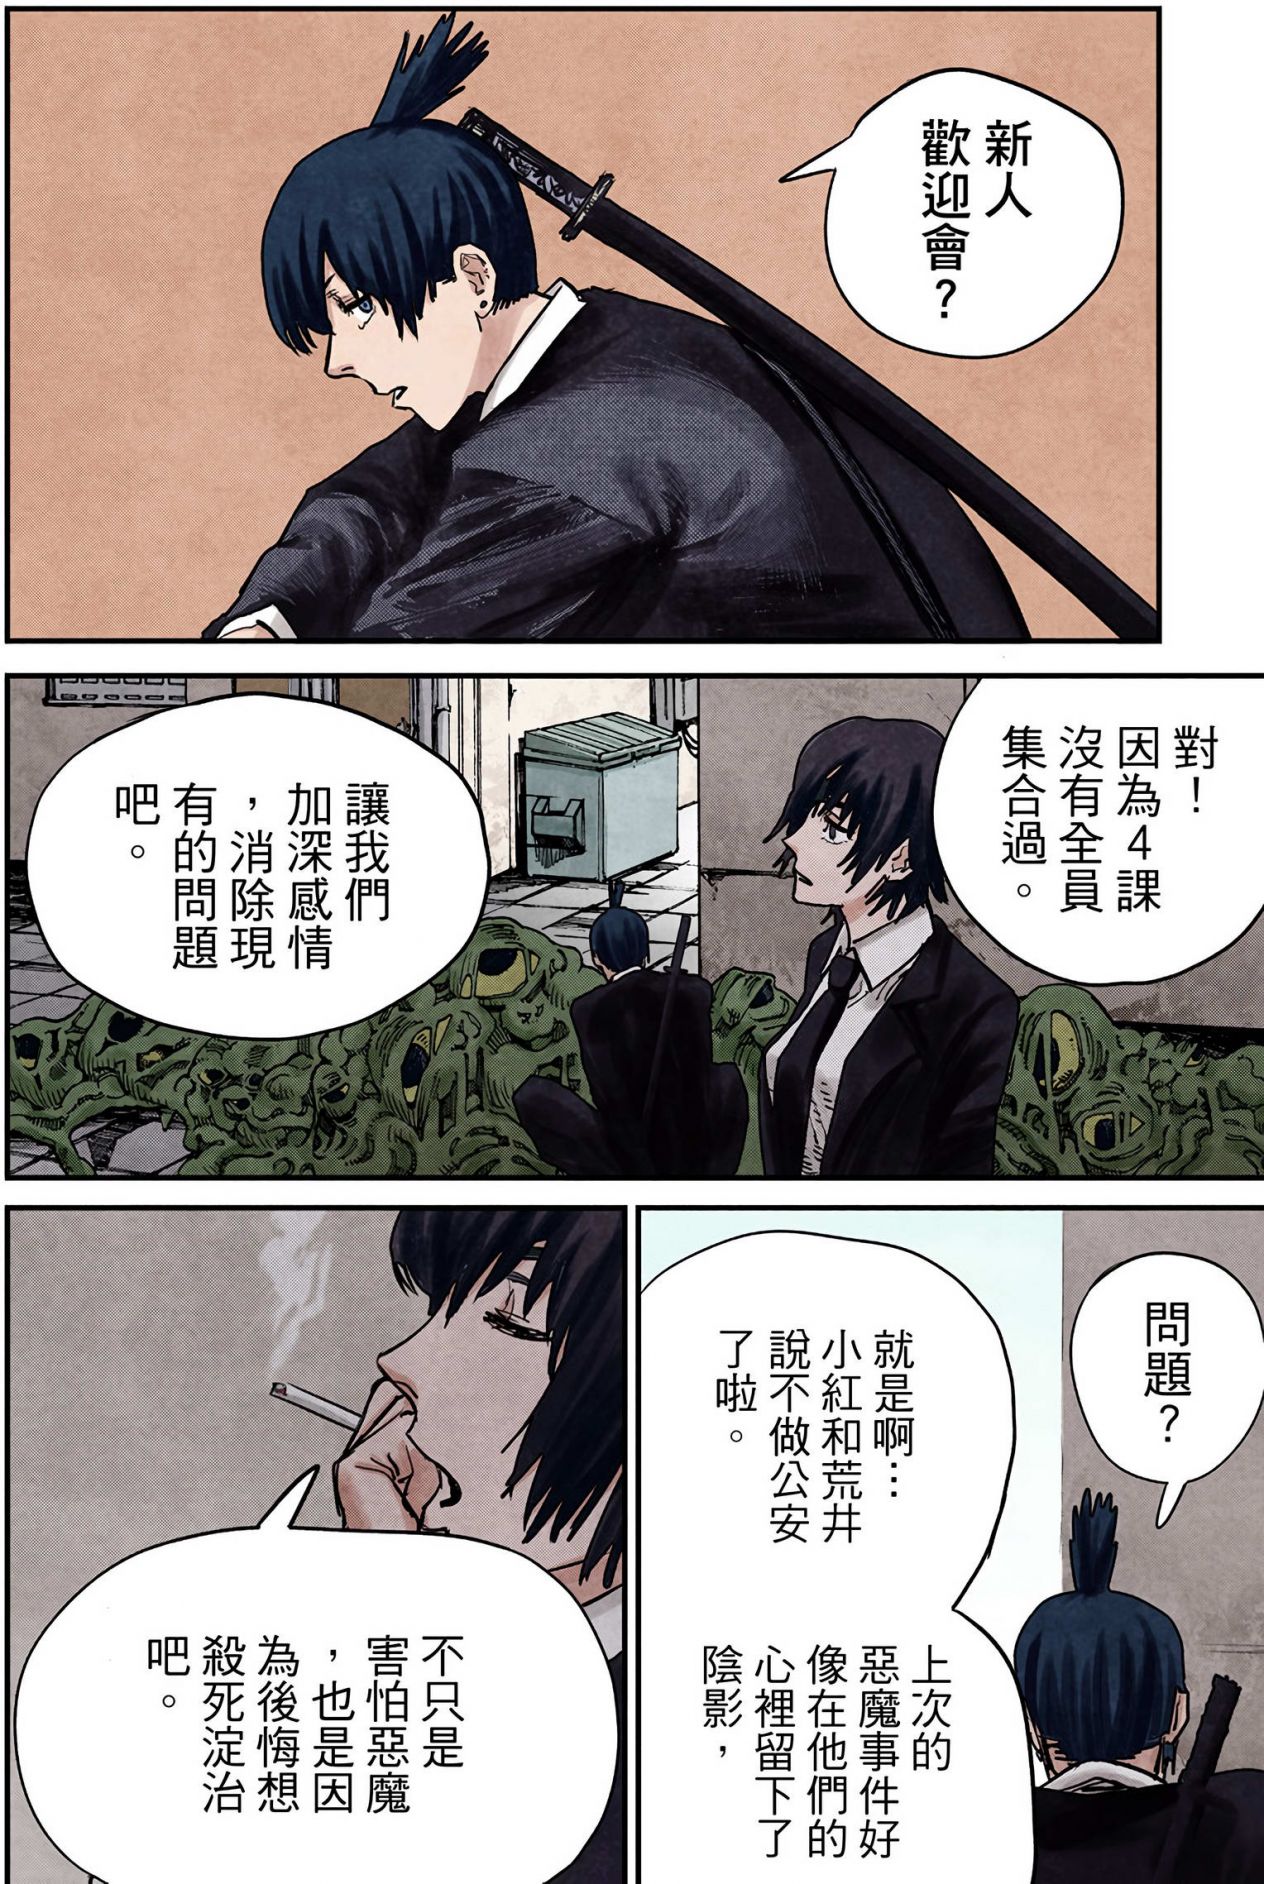 新人
歡迎會？
對！
因為4課
沒有全員
集合過。
讓我們
加深感情
，消除現
有的問題
吧。
問題？
就是啊…
小紅和荒井
說不做公安
了啦。
上次的
惡魔事件好
像在他們的
心裡留下了
陰影，
不只是
害怕惡魔
，也是因
為後悔想
殺死淀治
吧。